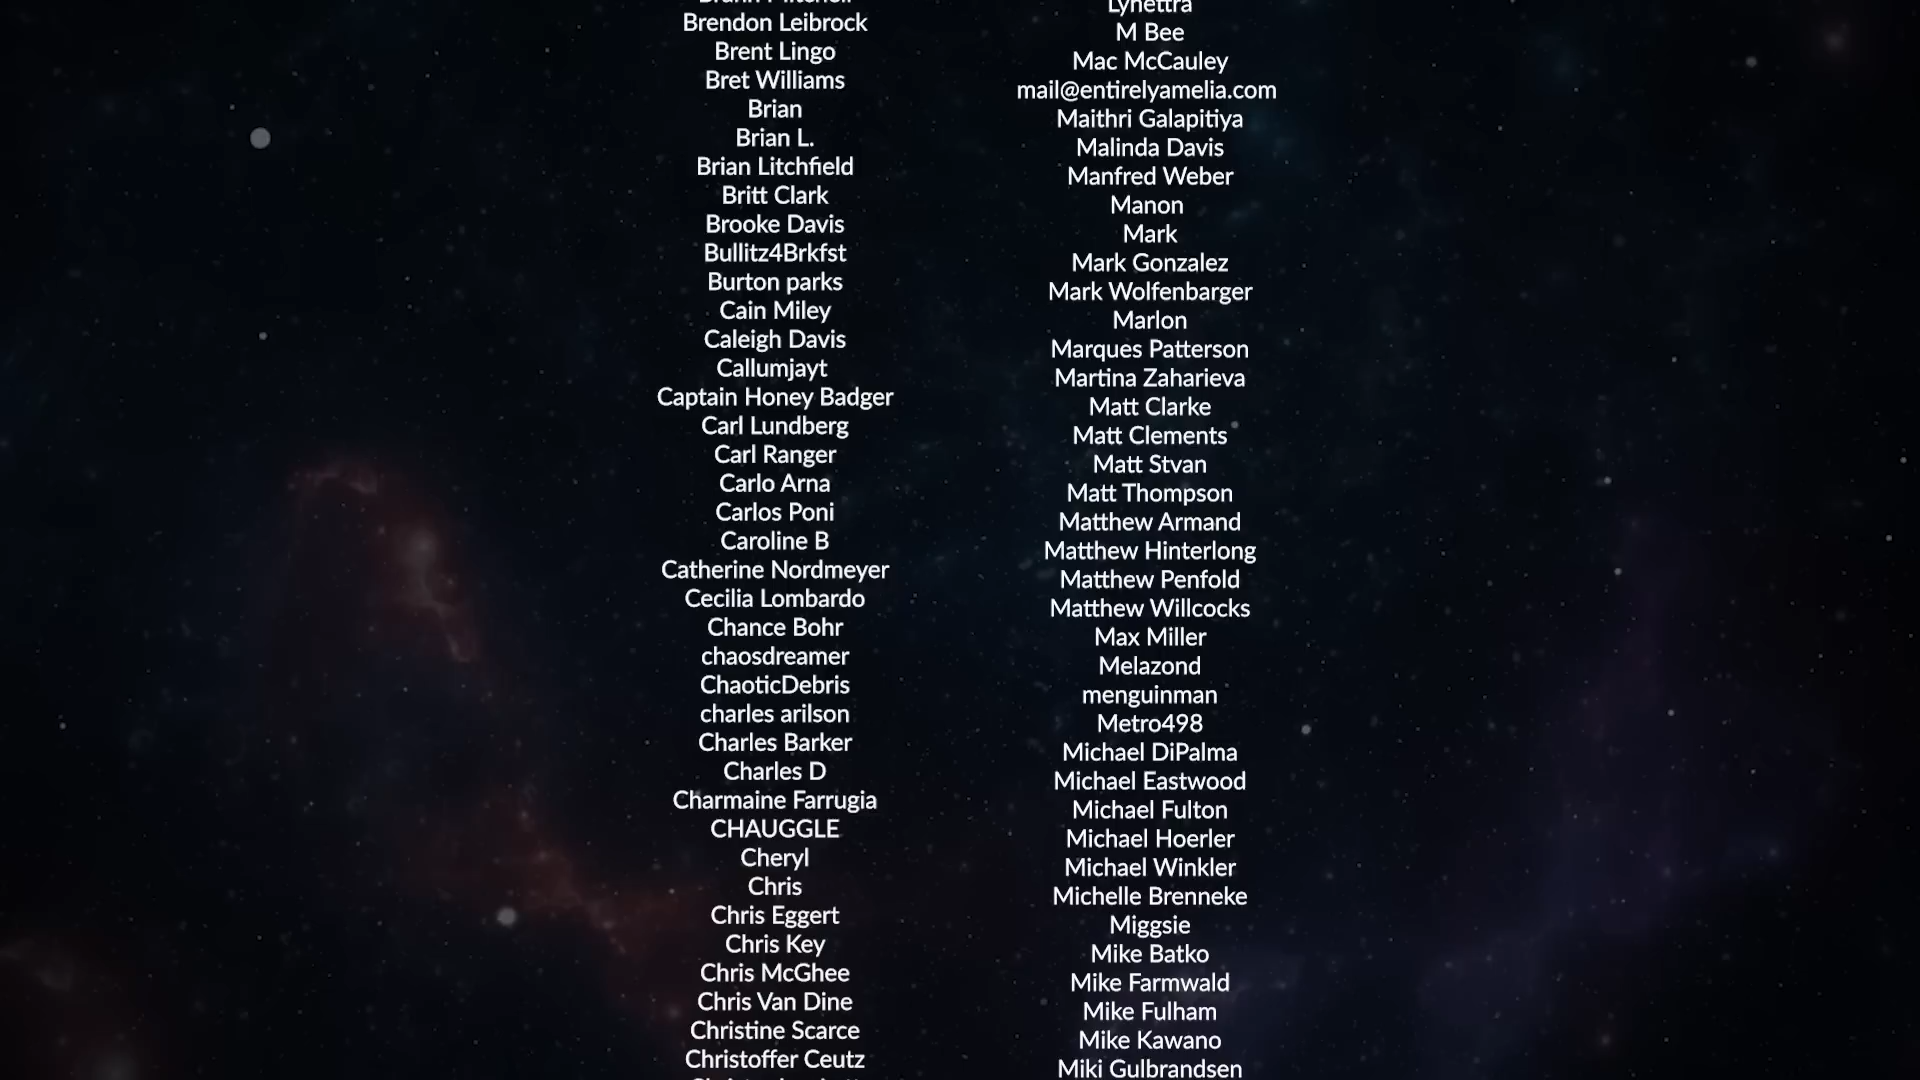 Brendon Leibrock
Brent Lingo
Bret Williams
Brian
Brian L.
Brian Litchfield
Britt Clark
Brooke Davis
Bullitz4Brkfst
Burton parks
Cain Miley
Caleigh Davis
Callumjayt
Captain Honey Badger
Carl Lundberg
Carl Ranger
Carlo Arna
Carlos Poni
Caroline B
Catherine Nordmeyer
Cecilia Lombardo
Chance Bohr
chaosdreamer
ChaoticDebris
charles arilson
Charles Barker
Charles D
Charmaine Farrugia
CHAUGGLE
Cheryl
Chris
Chris Eggert
Chris Key
Chris McGhee
Chris Van Dine
Christine Scarce
Christoffer Ceutz
Lynettra
M Bee
Mac McCauley
mail@entirelyamelia.com
Maithri Galapitiya
Malinda Davis
Manfred Weber
Manon
Mark
Mark Gonzalez
Mark Wolfenbarger
Marlon
Marques Patterson
Martina Zaharieva
Matt Clarke
Matt Clements
Matt Stvan
Matt Thompson
Matthew Armand
Matthew Hinterlong
Matthew Penfold
Matthew Willcocks
Max Miller
Melazond
menguinman
Metro498
Michael DiPalma
Michael Eastwood
Michael Fulton
Michael Hoerler
Michael Winkler
Michelle Brenneke
Miggsie
Mike Batko
Mike Farmwald
Mike Fulham
Mike Kawano
Miki Gulbrandsen